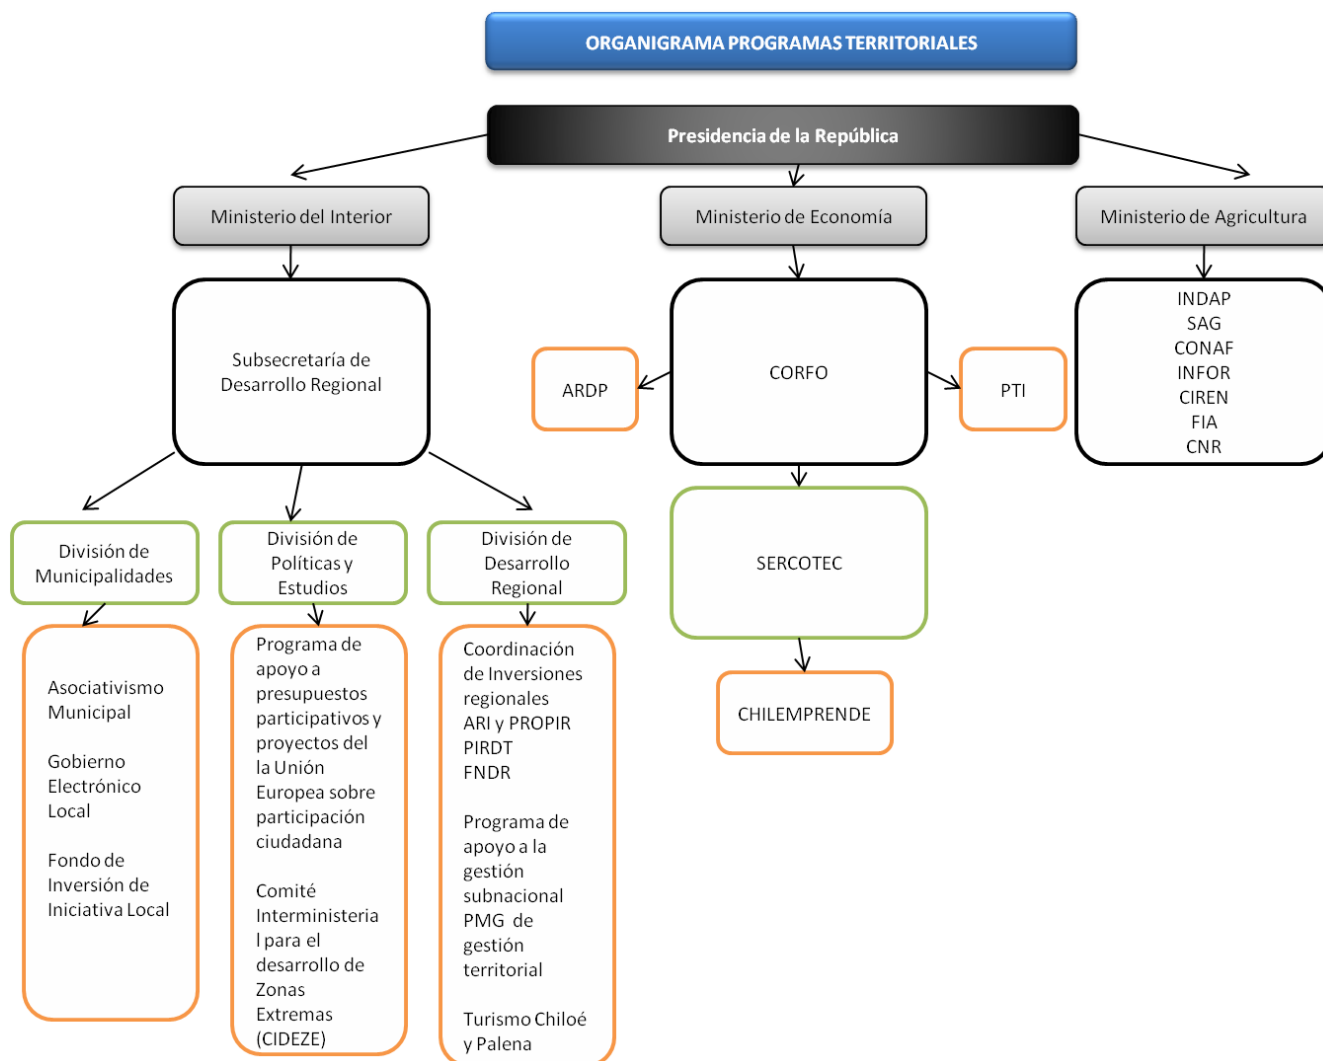 ORGANIGRAMA PROGRAMAS TERRITORIALES
Presidencia de la República
Ministerio del Interior
Ministerio de Economía
Ministerio de Agricultura
Subsecretaría de
Desarrollo Regional
ARDP
CORFO
PTI
INDAP
SAG
CONAF
INFOR
CIREN
FIA
CNR
División de
Municipalidades
División de
Políticas y
Estudios
División de
Desarrollo
Regional
SERCOTEC
CHILEMPRENDE
Asociativismo
Municipal
Gobierno
Electrónico
Local
Fondo de
Inversión de
Iniciativa Local
Programa de
apoyo a
presupuestos
participativos y
proyectos del
la Unión
Europea sobre
participación
ciudadana
Comité
Interministeria
l para el
desarrollo de
Zonas
Extremas
(CIDEZE)
Coordinación
de Inversiones
regionales
ARI y PROPIR
PIRDT
FNDR
Programa de
apoyo a la
gestión
subnacional
PMG de
gestión
territorial
Turismo Chiloé
y Palena